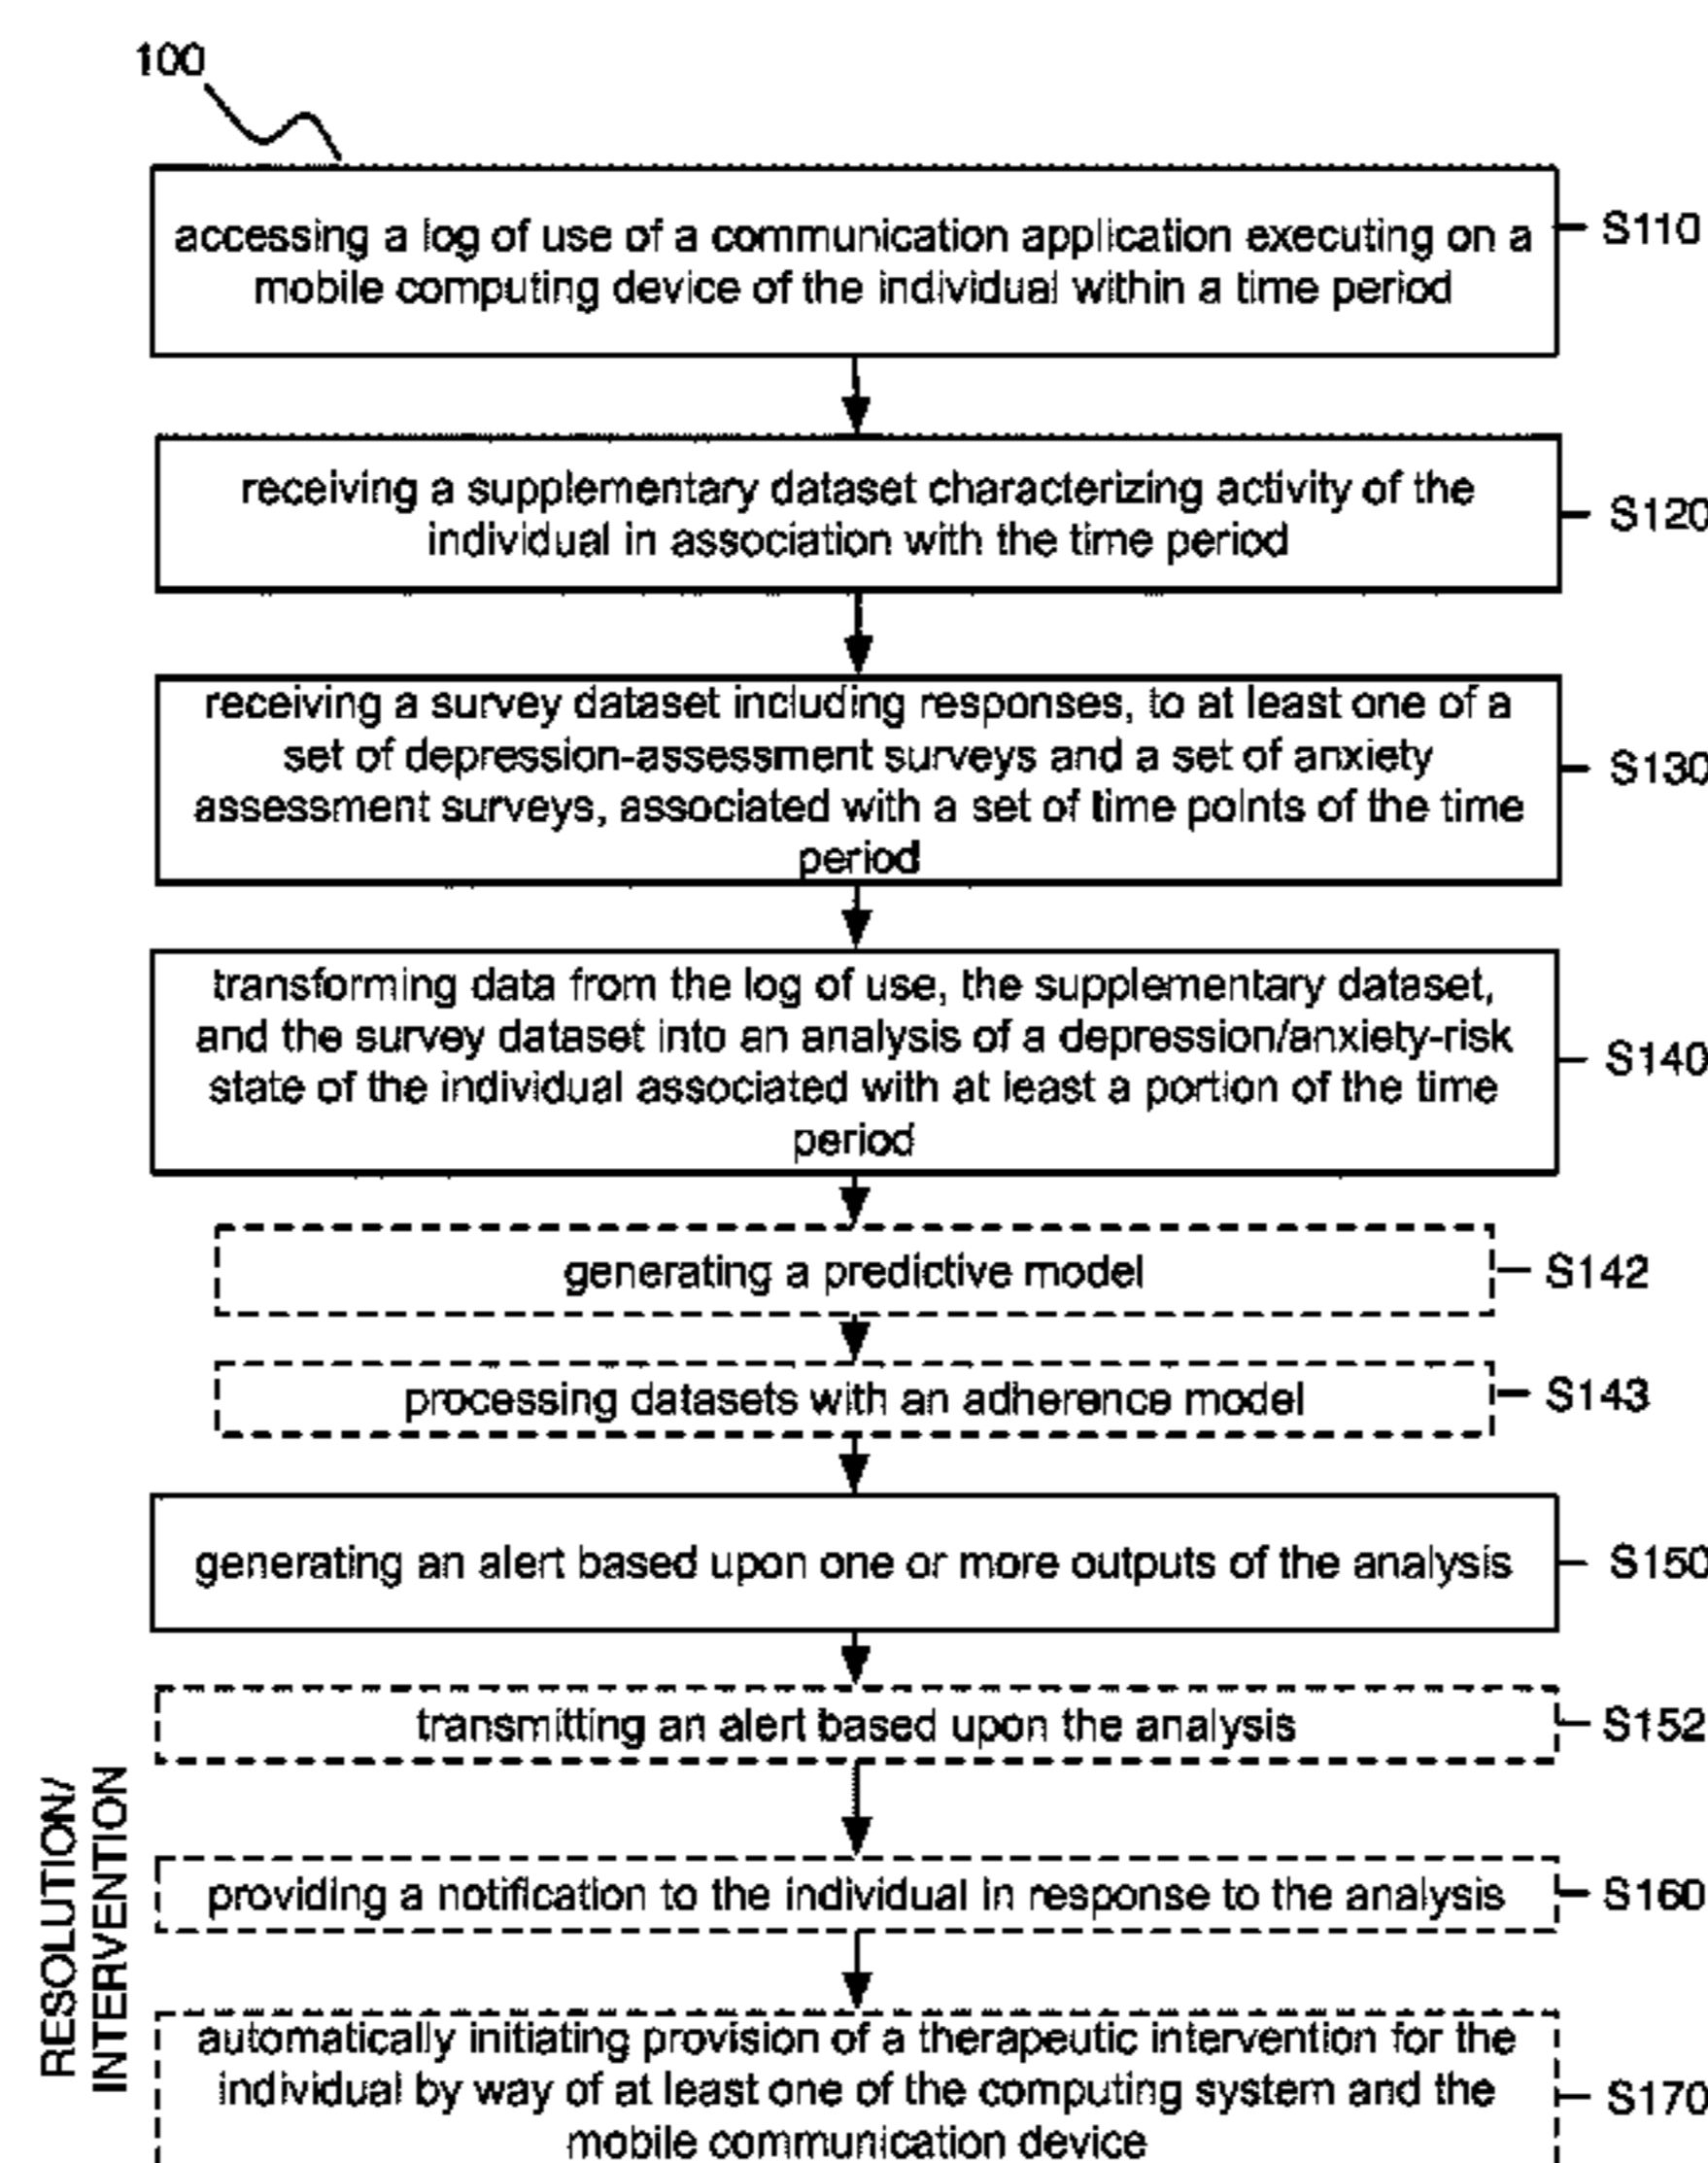 100
accessing a log of use of a communication application executing on a
mobile computing device of the individual within a time period
S110
receiving a supplementary dataset characterizing activity of the
individual in association with the time period
S120
receiving a survey dataset including responses, to at least one of a
set of depression-assessment surveys and a set of anxiety
assessment surveys, associated with a set of time points of the time
period
S130
transforming data from the log of use, the supplementary dataset,
and the survey dataset into an analysis of a depression/anxiety-risk
state of the individual associated with at least a portion of the time
period
S140
generating a predictive model
S142
processing datasets with an adherence model
S143
generating an alert based upon one or more outputs of the analysis
S150
transmitting an alert based upon the analysis
S152
RESOLUTION/
INTERVENTION
providing a notification to the individual in response to the analysis
S160
automatically initiating provision of a therapeutic intervention for the
individual by way of at least one of the computing system and the
mobile communication device
S170